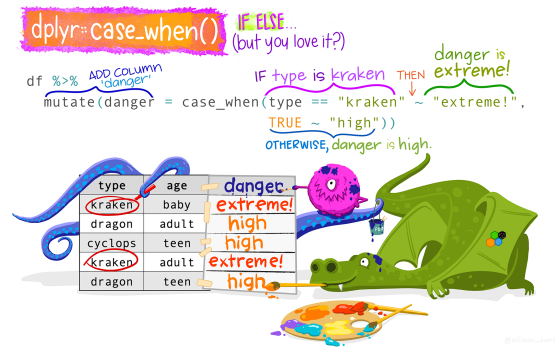 dplyr::case_when()
IF ELSE...
(but you love it?)
df %>%
ADD COLUMN
'danger'
IF type is kraken
THEN
danger is
extreme!
mutate(danger = case_when(type == "kraken" ~ "extreme!",
TRUE ~ "high"))
OTHERWISE, danger is high.
type age danger
kraken baby extreme!
dragon adult high
cyclops teen high
kraken adult extreme!
dragon teen high